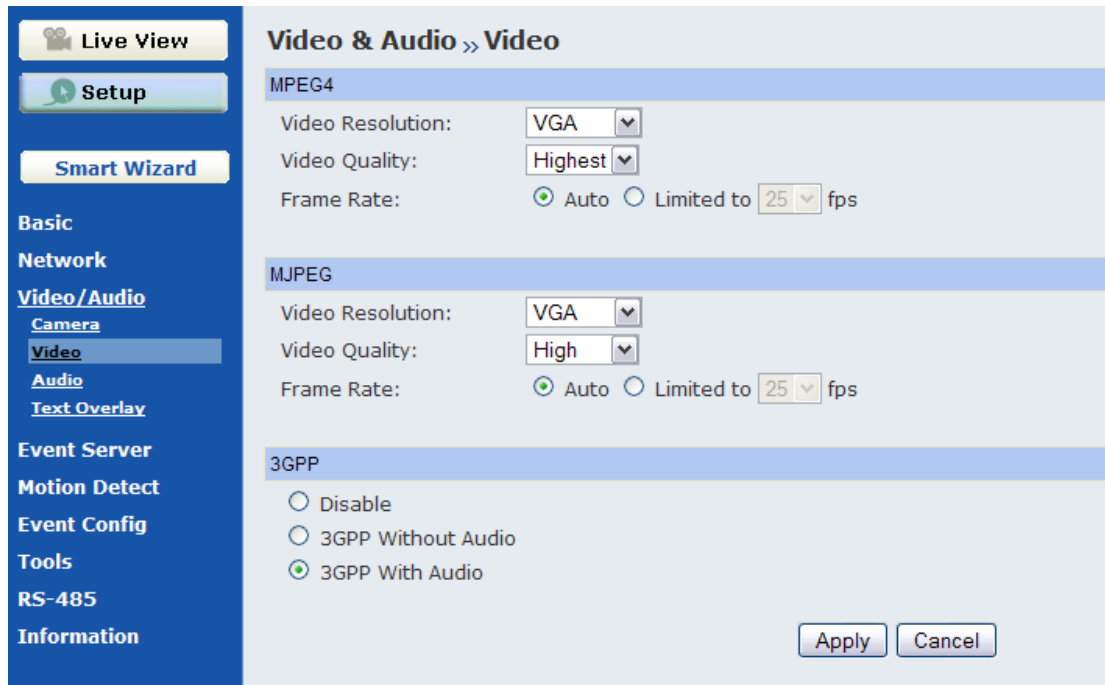 Live View
Setup
Smart Wizard
Basic
Network
Video/Audio
Camera
Video
Audio
Text Overlay
Event Server
Motion Detect
Event Config
Tools
RS-485
Information
Video & Audio » Video
MPEG4
Video Resolution: VGA
Video Quality: Highest
Frame Rate: Auto Limited to 25 fps
MJPEG
Video Resolution: VGA
Video Quality: High
Frame Rate: Auto Limited to 25 fps
3GPP
Disable
3GPP Without Audio
3GPP With Audio
Apply Cancel